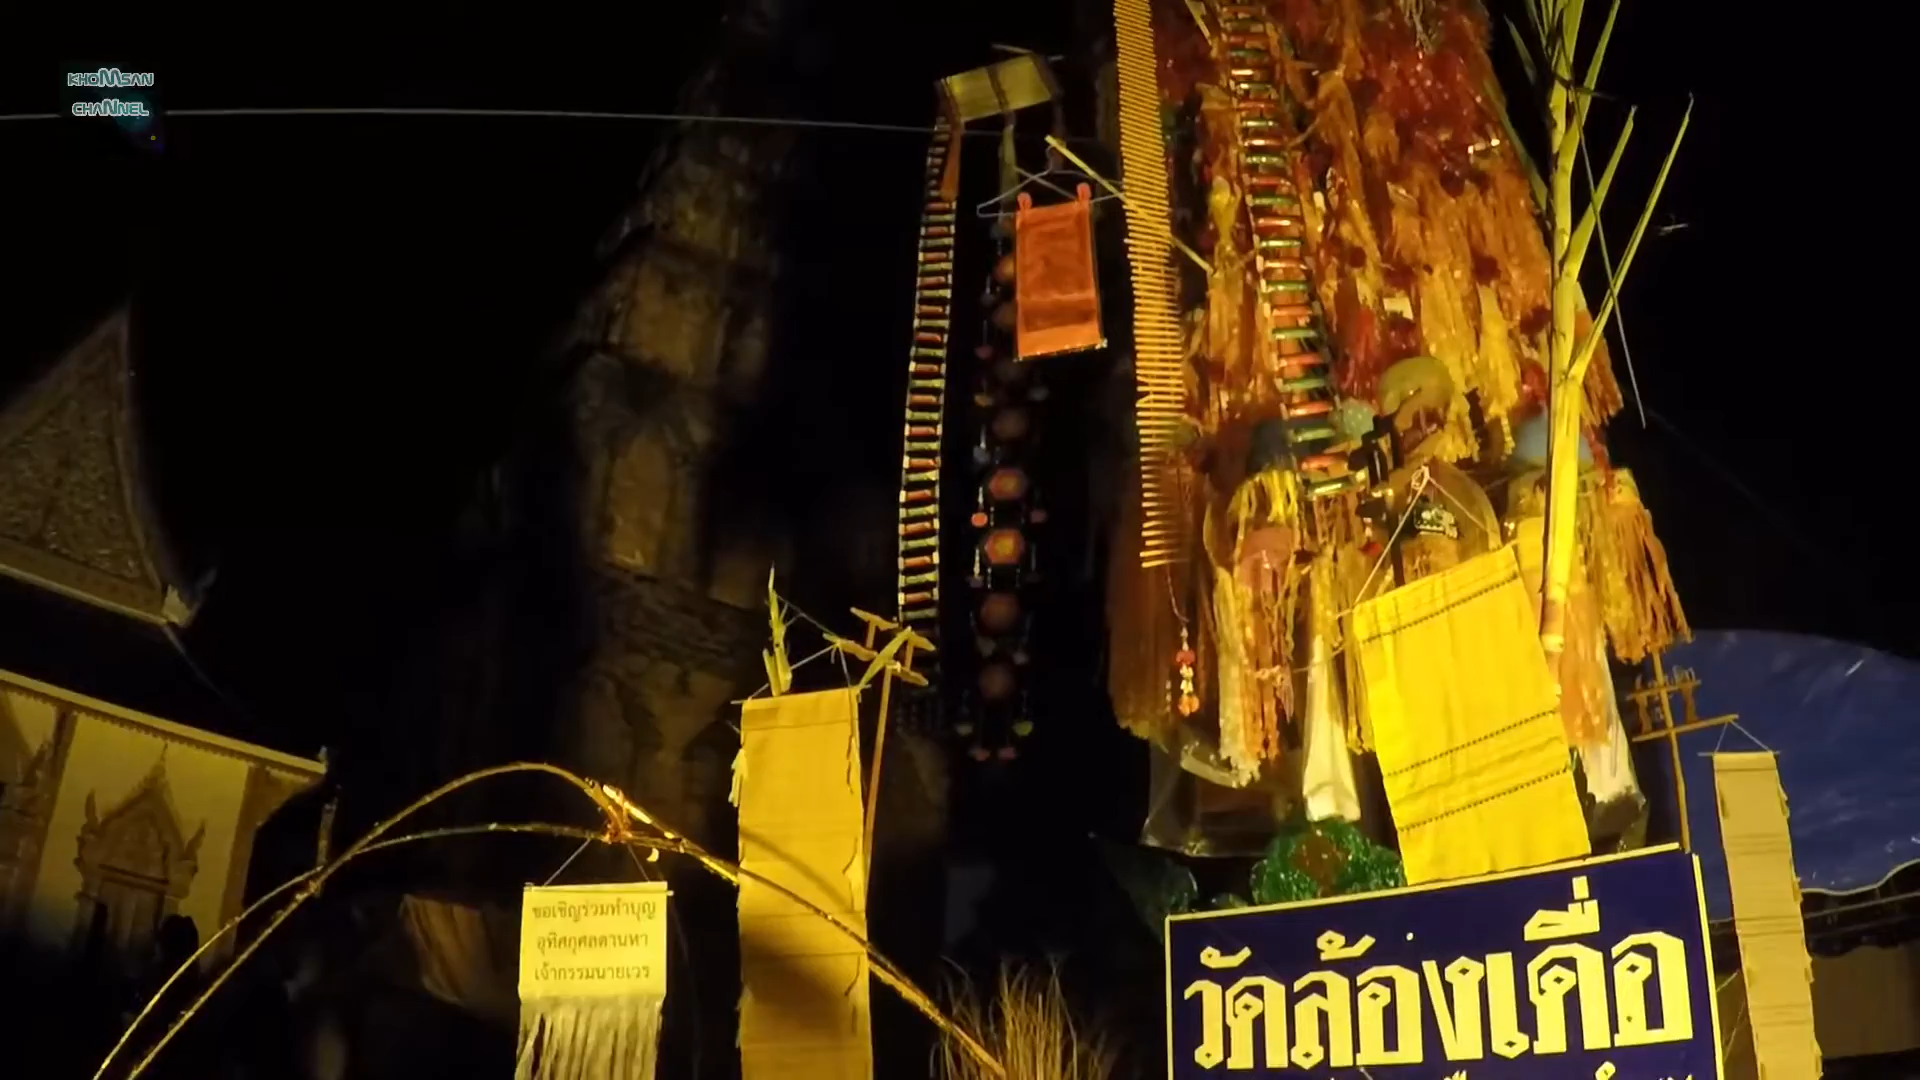 KHOMSAN
CHANNEL
ขอเชิญร่วมทำบุญ
อุทิศกุศลตามหา
เจ้ากรรมนายเวร
วัดล้องเดื่อ